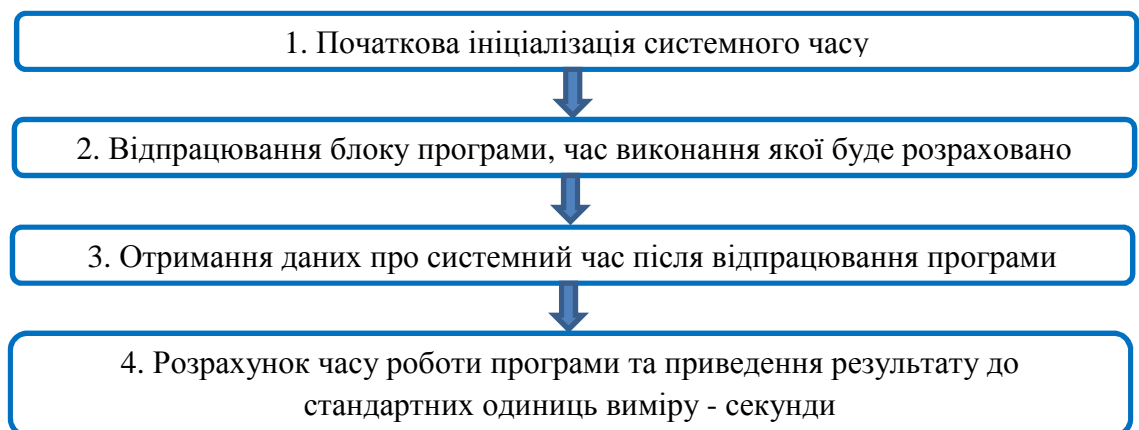 1. Початкова ініціалізація системного часу
2. Відпрацювання блоку програми, час виконання якої буде розраховано
3. Отримання даних про системний час після відпрацювання програми
4. Розрахунок часу роботи програми та приведення результату до
стандартних одиниць виміру - секунди